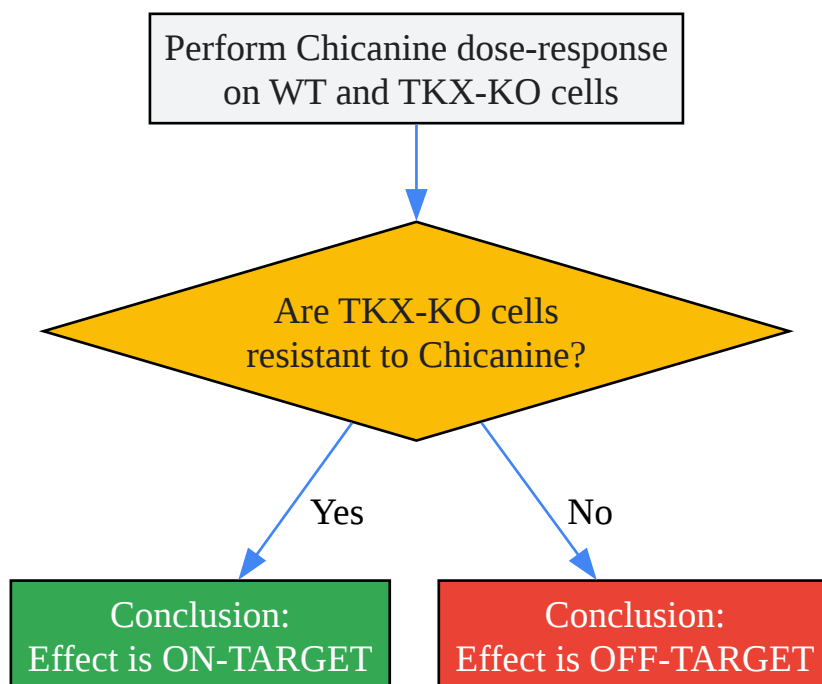 Perform Chicanine dose-response
on WT and TKX-KO cells
Are TKX-KO cells
resistant to Chicanine?
Yes
No
Conclusion:
Effect is ON-TARGET
Conclusion:
Effect is OFF-TARGET